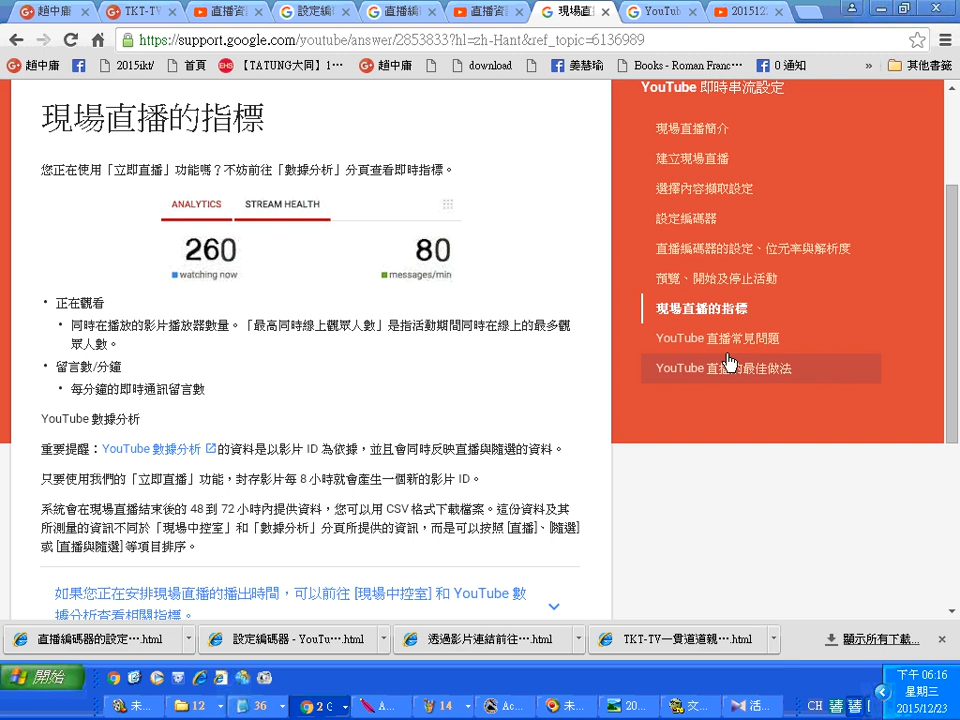 趙中庸
TKT-TV
直播資
設定編
直播編
直播資
現場直
YouTub
20151223
https://support.google.com/youtube/answer/2853833?hl=zh-Hant&ref_topic=6136989
趙中庸
2015ikt/
首頁
【TATUNG大同】1…
趙中庸
download
姜慧瑜
Books - Roman Franc…
0 通知
»
其他書籤
現場直播的指標
您正在使用「立即直播」功能嗎？不妨前往「數據分析」分頁查看即時指標。
ANALYTICS STREAM HEALTH
260 80
watching now messages/min
• 正在觀看
• 同時在播放的影片播放器數量。「最高同時線上觀眾人數」是指活動期間同時在線上的最多觀
眾人數。
• 留言數/分鐘
• 每分鐘的即時通訊留言數
YouTube 數據分析
重要提醒：YouTube 數據分析 的資料是以影片 ID 為依據，並且會同時反映直播與隨選的資料。
只要使用我們的「立即直播」功能，封存影片每 8 小時就會產生一個新的影片 ID。
系統會在現場直播結束後的 48 到 72 小時內提供資料，您可以用 CSV 格式下載檔案。這份資料及其
所測量的資訊不同於「現場中控室」和「數據分析」分頁所提供的資訊，而是可以按照 [直播]、[隨選]
或 [直播與隨選] 等項目排序。
如果您正在安排現場直播的播出時間，可以前往 [現場中控室] 和 YouTube 數
據分析查看相關指標。
YouTube 即時串流設定
現場直播簡介
建立現場直播
選擇內容擷取設定
設定編碼器
直播編碼器的設定、位元率與解析度
預覽、開始及停止活動
現場直播的指標
YouTube 直播常見問題
YouTube 直播的最佳做法
直播編碼器的設定….html
設定編碼器 - YouTu….html
透過影片連結前往….html
TKT-TV一貫道道親….html
顯示所有下載...
開始
未…
12
36
2 C
A…
14
Ac…
未…
20…
文…
活…
CH
下午 06:16
星期三
2015/12/23